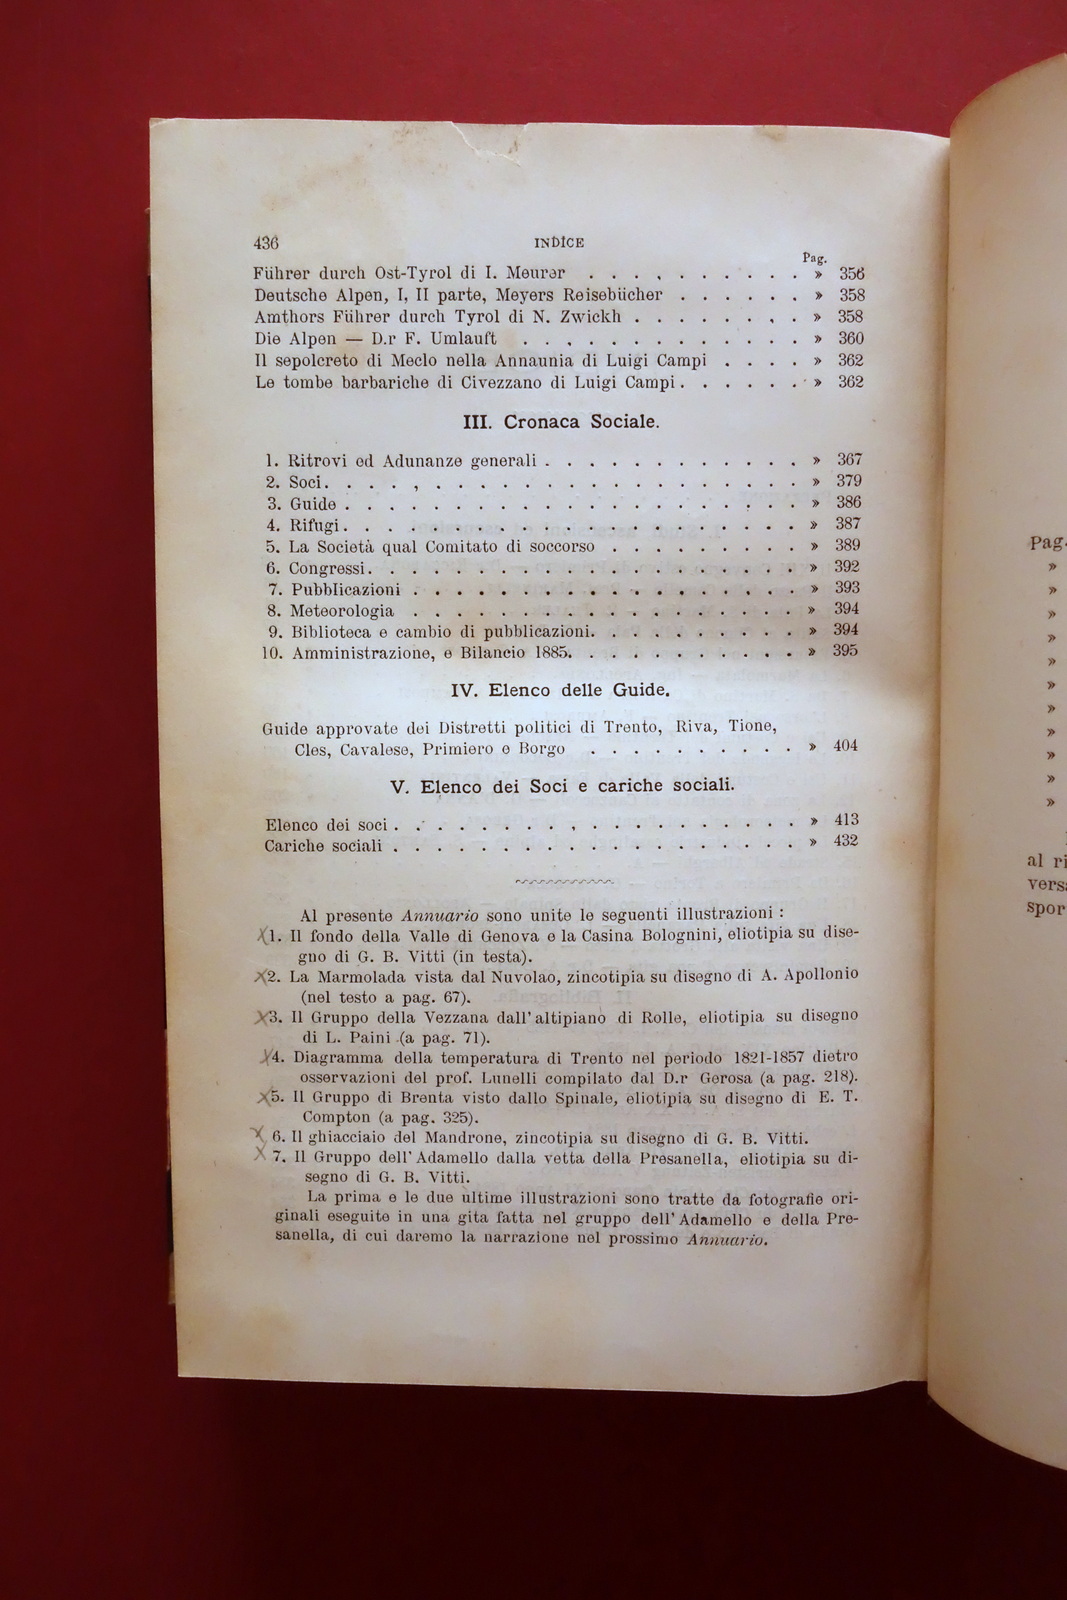 436 INDICE
Pag.
Führer durch Ost-Tyrol di I. Meurer . . . . . . . . . . . » 356
Deutsche Alpen, I, II parte, Meyers Reisebücher . . . . . . » 358
Amthors Führer durch Tyrol di N. Zwickh . . . . . . . . . » 358
Die Alpen — D.r F. Umlauft . . . . . . . . . . . . . . » 360
Il sepolcreto di Meclo nella Annaunia di Luigi Campi . . . . » 362
Le tombe barbariche di Civezzano di Luigi Campi . . . . . . . » 362
III. Cronaca Sociale.
1. Ritrovi ed Adunanze generali . . . . . . . . . . . . . » 367
2. Soci. . . . . . . . . . . . . . . . . . . . . . . » 379
3. Guide . . . . . . . . . . . . . . . . . . . . . . » 386
4. Rifugi. . . . . . . . . . . . . . . . . . . . . . » 387
5. La Società qual Comitato di soccorso . . . . . . . . . . » 389
6. Congressi. . . . . . . . . . . . . . . . . . . . . » 392
7. Pubblicazioni . . . . . . . . . . . . . . . . . . . » 393
8. Meteorologia . . . . . . . . . . . . . . . . . . . » 394
9. Biblioteca e cambio di pubblicazioni. . . . . . . . . . . » 394
10. Amministrazione, e Bilancio 1885. . . . . . . . . . . . » 395
IV. Elenco delle Guide.
Guide approvate dei Distretti politici di Trento, Riva, Tione,
Cles, Cavalese, Primiero e Borgo . . . . . . . . . . » 404
V. Elenco dei Soci e cariche sociali.
Elenco dei soci . . . . . . . . . . . . . . . . . . . » 413
Cariche sociali . . . . . . . . . . . . . . . . . . . » 432
Al presente Annuario sono unite le seguenti illustrazioni :
X 1. Il fondo della Valle di Genova e la Casina Bolognini, eliotipia su dise-
gno di G. B. Vitti (in testa).
X 2. La Marmolada vista dal Nuvolao, zincotipia su disegno di A. Apollonio
(nel testo a pag. 67).
X 3. Il Gruppo della Vezzana dall' altipiano di Rolle, eliotipia su disegno
di L. Paini (a pag. 71).
X 4. Diagramma della temperatura di Trento nel periodo 1821-1857 dietro
osservazioni del prof. Lunelli compilato dal D.r Gerosa (a pag. 218).
X 5. Il Gruppo di Brenta visto dallo Spinale, eliotipia su disegno di E. T.
Compton (a pag. 325).
X 6. Il ghiacciaio del Mandrone, zincotipia su disegno di G. B. Vitti.
X 7. Il Gruppo dell' Adamello dalla vetta della Presanella, eliotipia su di-
segno di G. B. Vitti.
La prima e le due ultime illustrazioni sono tratte da fotografie ori-
ginali eseguite in una gita fatta nel gruppo dell' Adamello e della Pre-
sanella, di cui daremo la narrazione nel prossimo Annuario.
Pag.
»
»
»
»
»
»
»
»
»
»
»
al ri
vers
spor